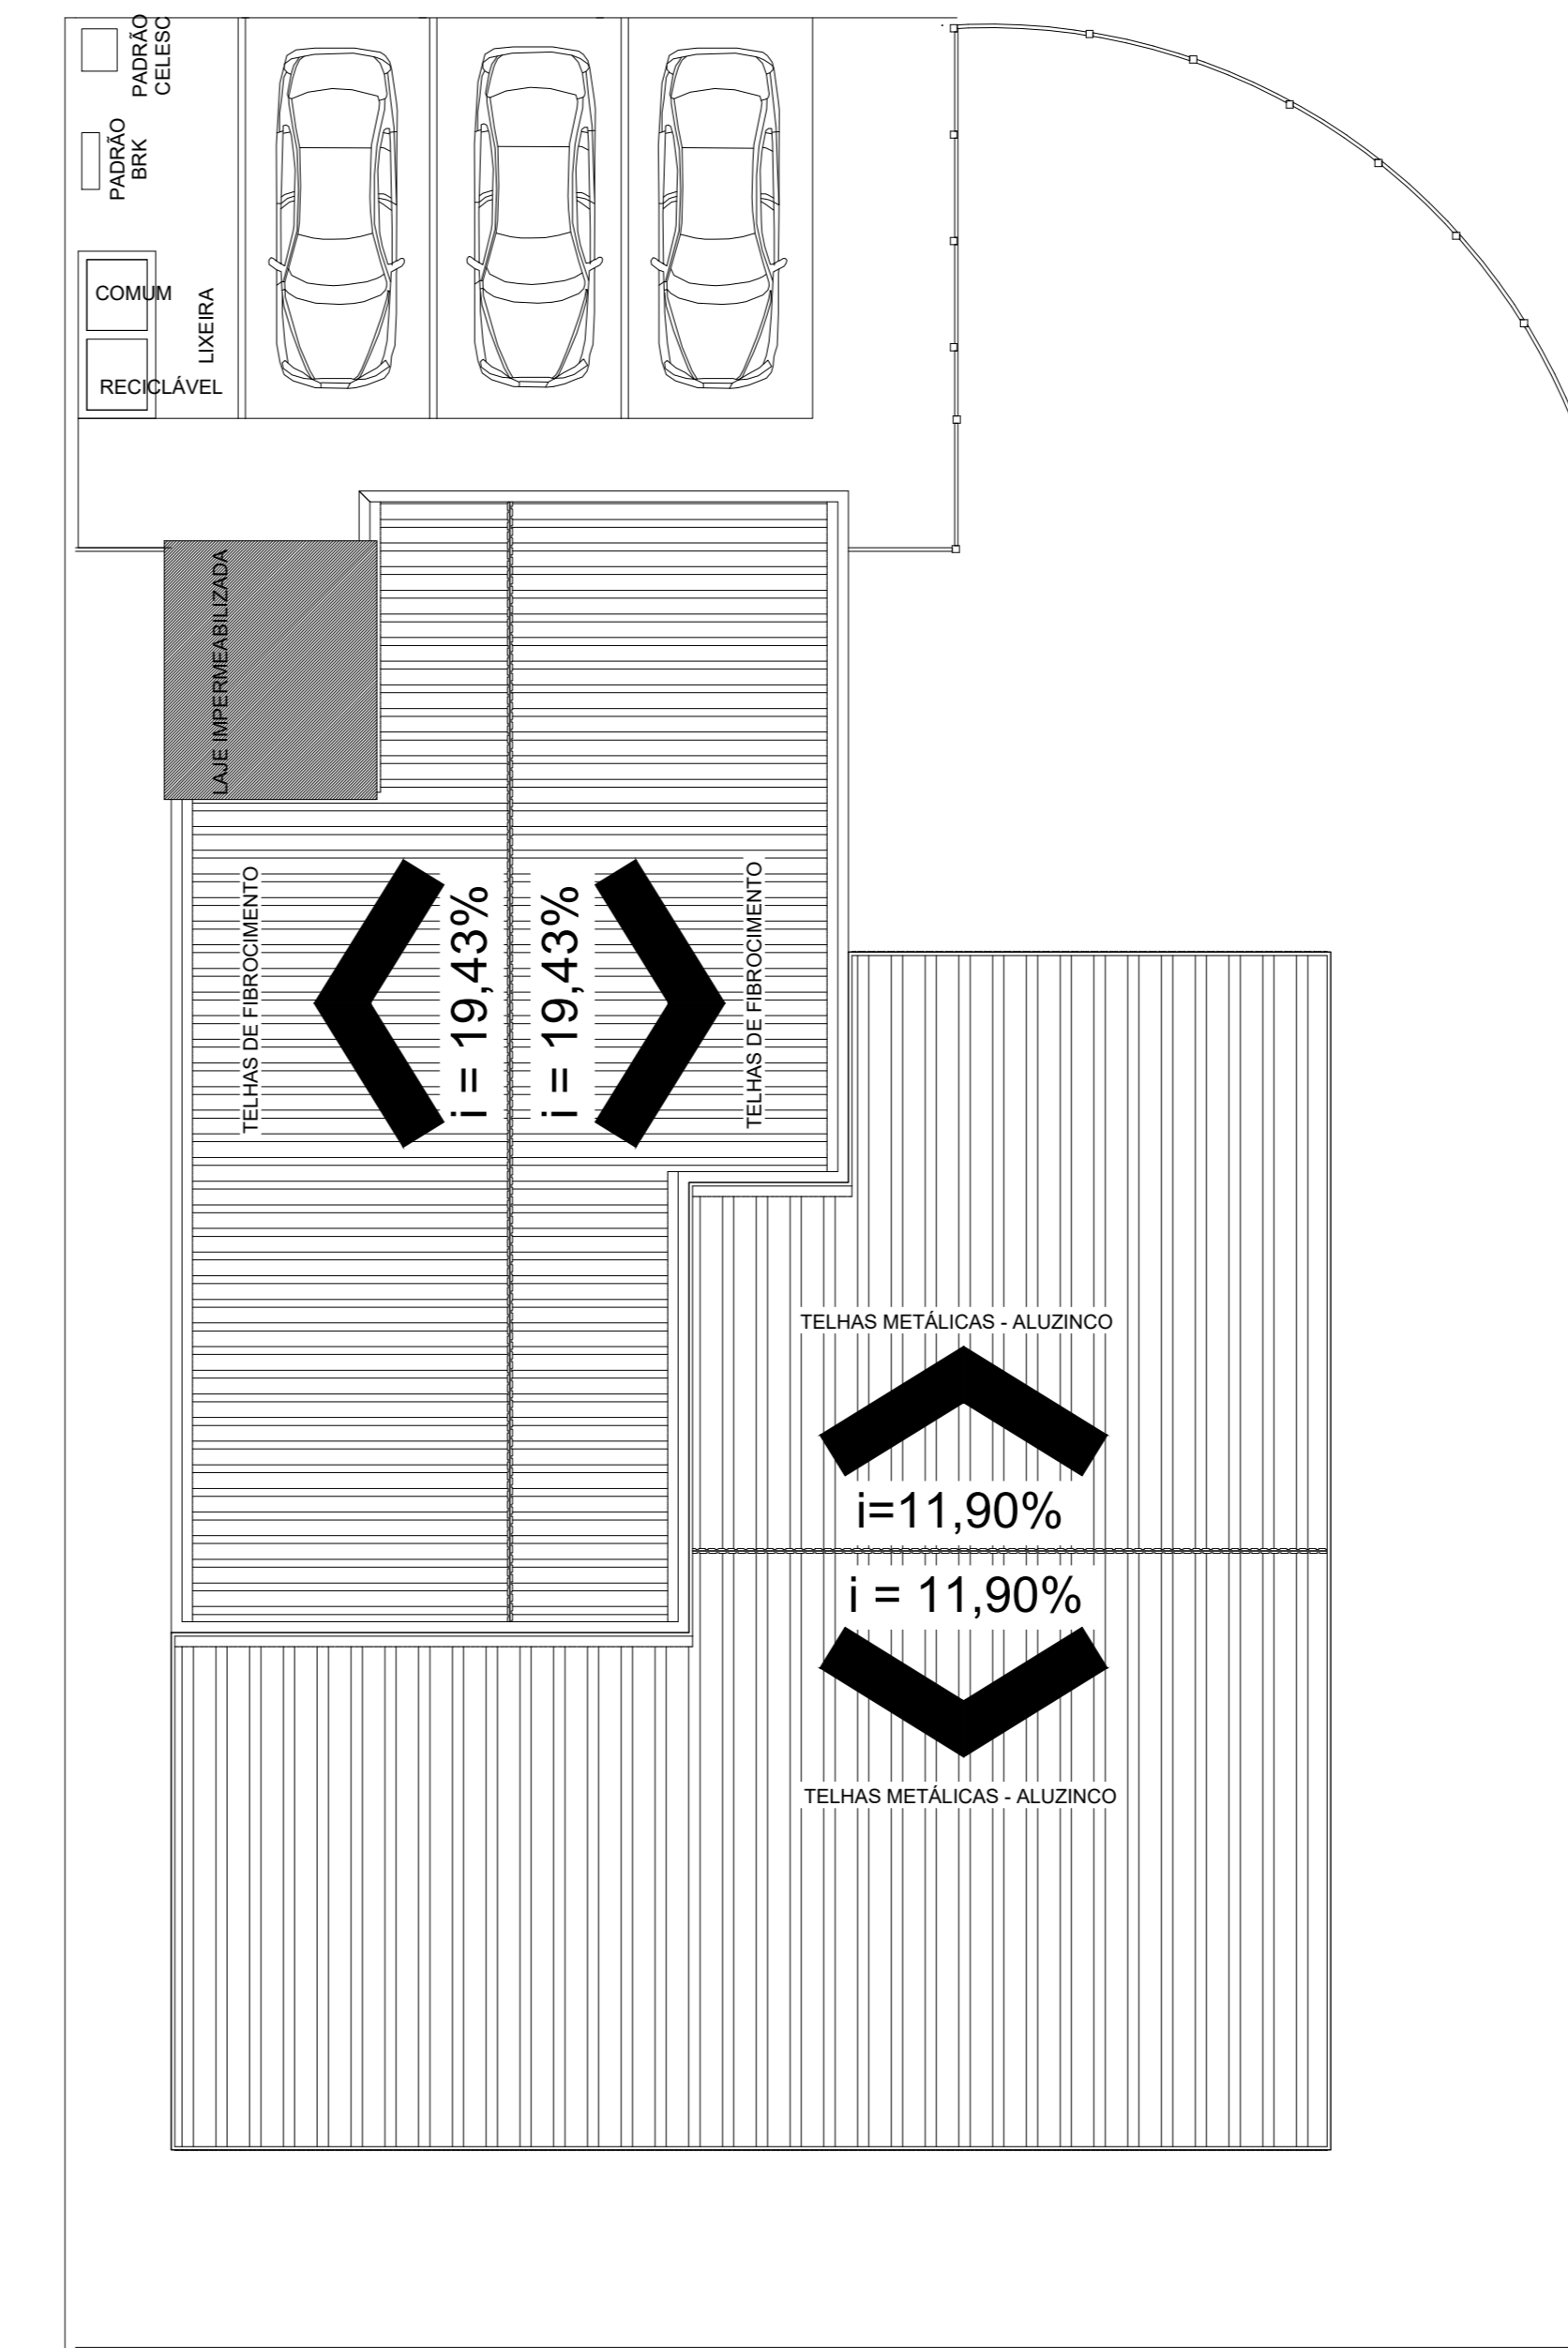 PADRÃO
CELESC
PADRÃO
BRK
COMUM
LIXEIRA
RECICLÁVEL
LAJE IMPERMEABILIZADA
TELHAS DE FIBROCIMENTO
i = 19,43%
i = 19,43%
TELHAS DE FIBROCIMENTO
TELHAS METÁLICAS - ALUZINCO
i=11,90%
i = 11,90%
TELHAS METÁLICAS - ALUZINCO